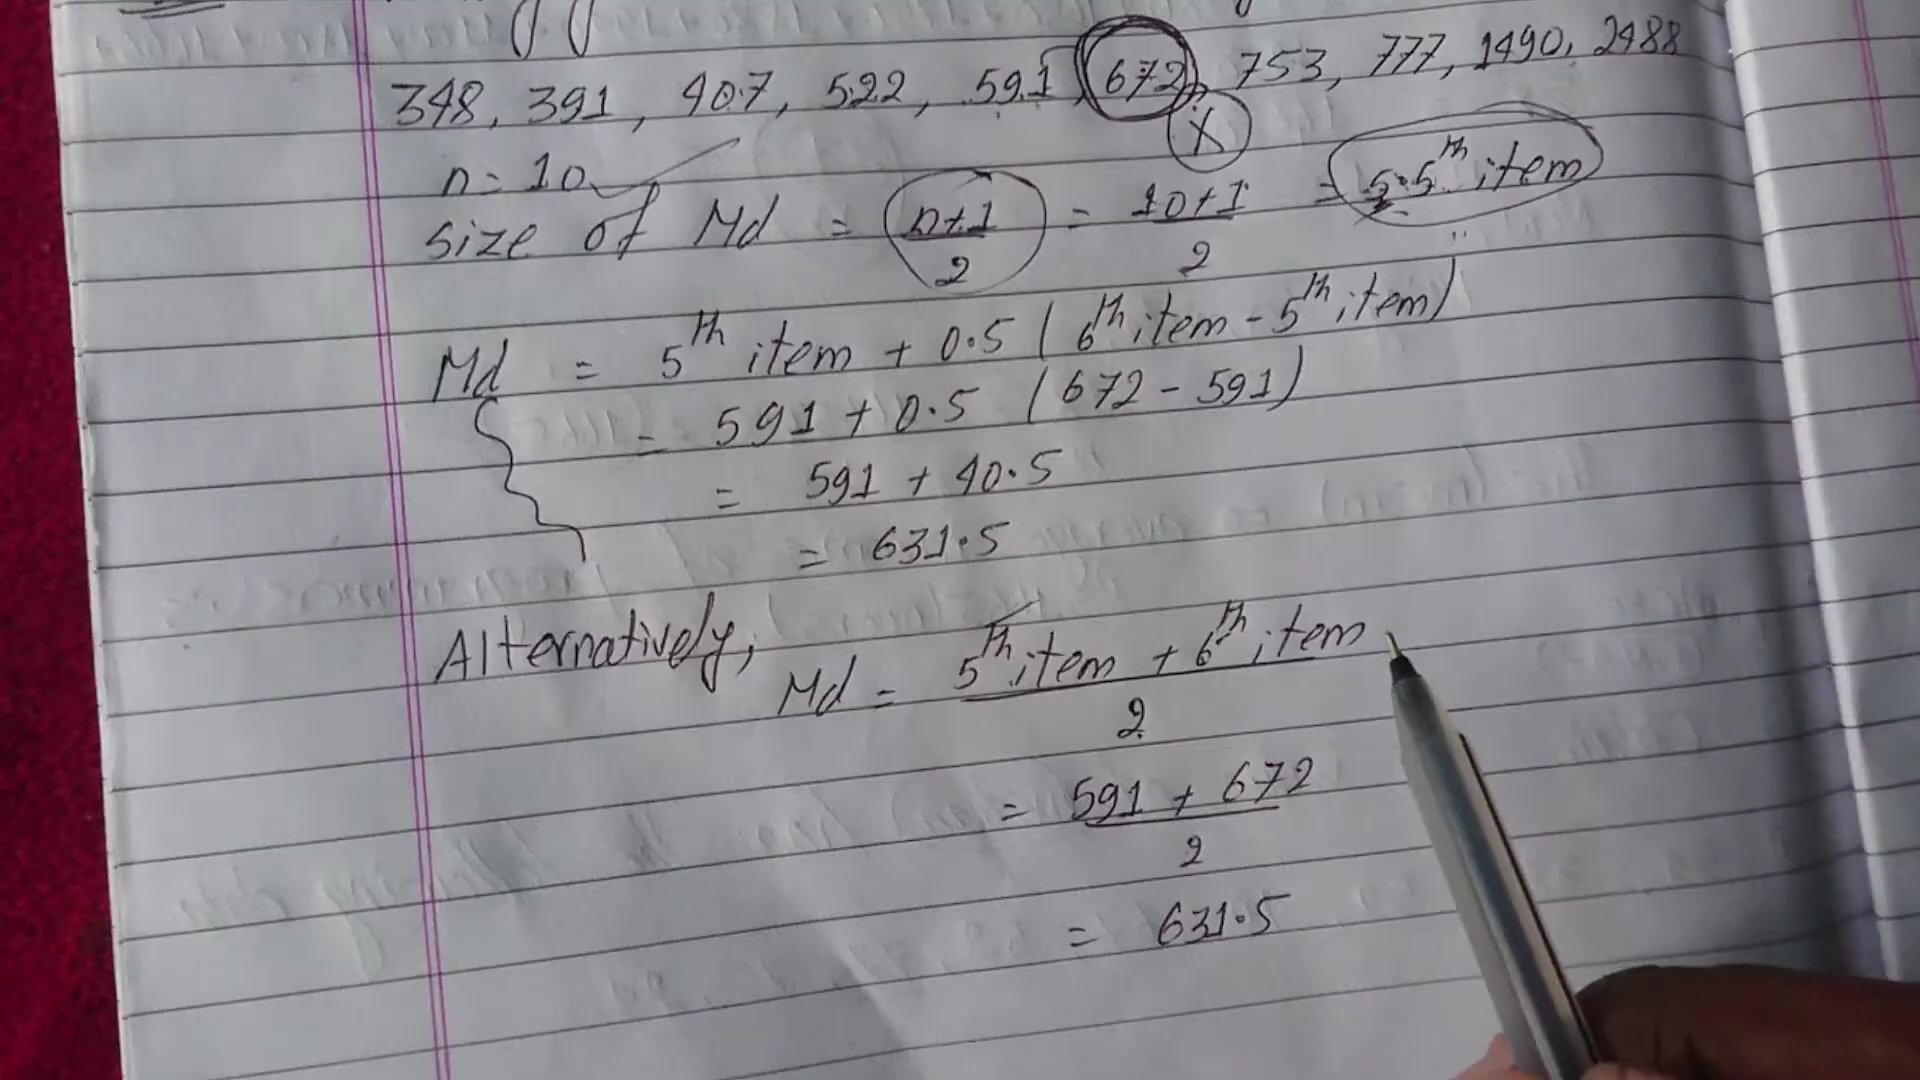 348, 391, 407, 522, 591, 672, 753, 777, 1490, 2488
X
n = 10
size of Md = n+1/2 = 10+1/2 = 5.5th item
Md = 5th item + 0.5 (6th item - 5th item)
= 591 + 0.5 (672 - 591)
= 591 + 40.5
= 631.5
Alternatively,
Md = 5th item + 6th item / 2
= 591 + 672 / 2
= 631.5